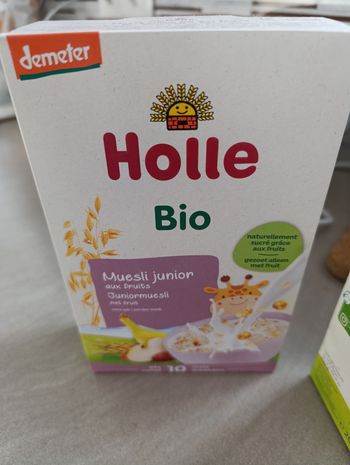 demeter
Holle
Bio
naturellement
sucré grâce
aux fruits
gezoet alleen
met fruit
Muesli junior
aux fruits
Juniormuesli
met fruit
10